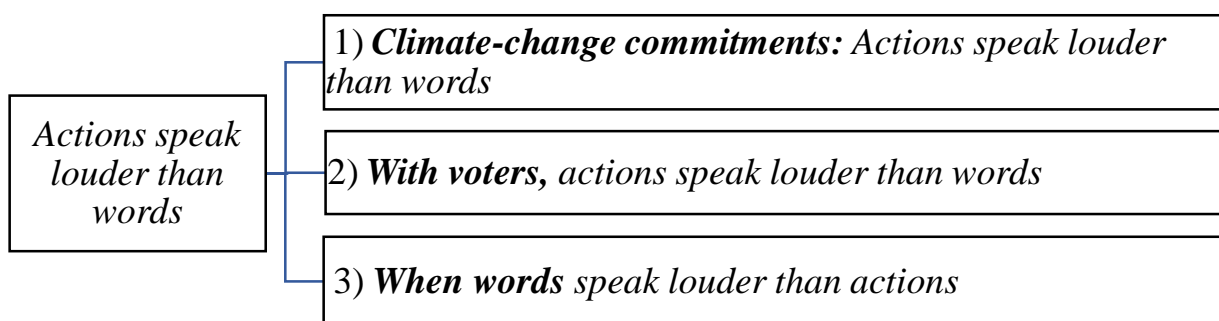 Actions speak
louder than
words
1) Climate-change commitments: Actions speak louder
than words
2) With voters, actions speak louder than words
3) When words speak louder than actions